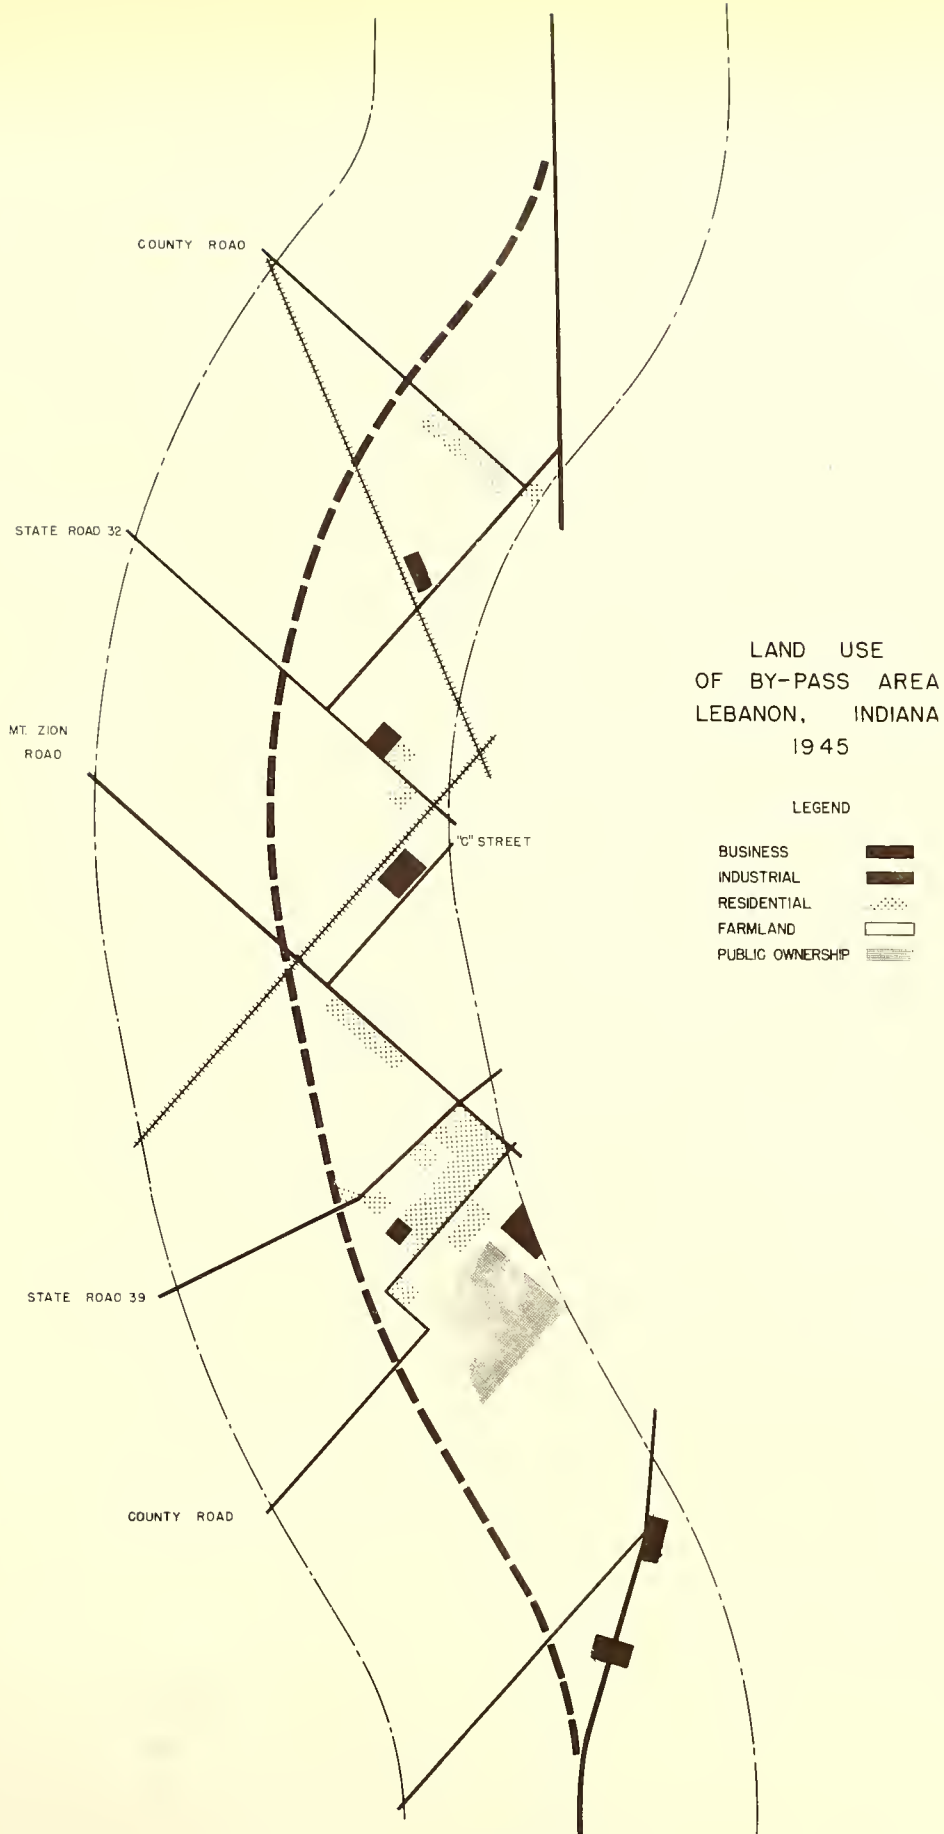 COUNTY ROAD
STATE ROAD 32
MT. ZION
ROAD
"C" STREET
STATE ROAD 39
COUNTY ROAD
LAND USE
OF BY-PASS AREA
LEBANON, INDIANA
1945
LEGEND
BUSINESS
INDUSTRIAL
RESIDENTIAL
FARMLAND
PUBLIC OWNERSHIP